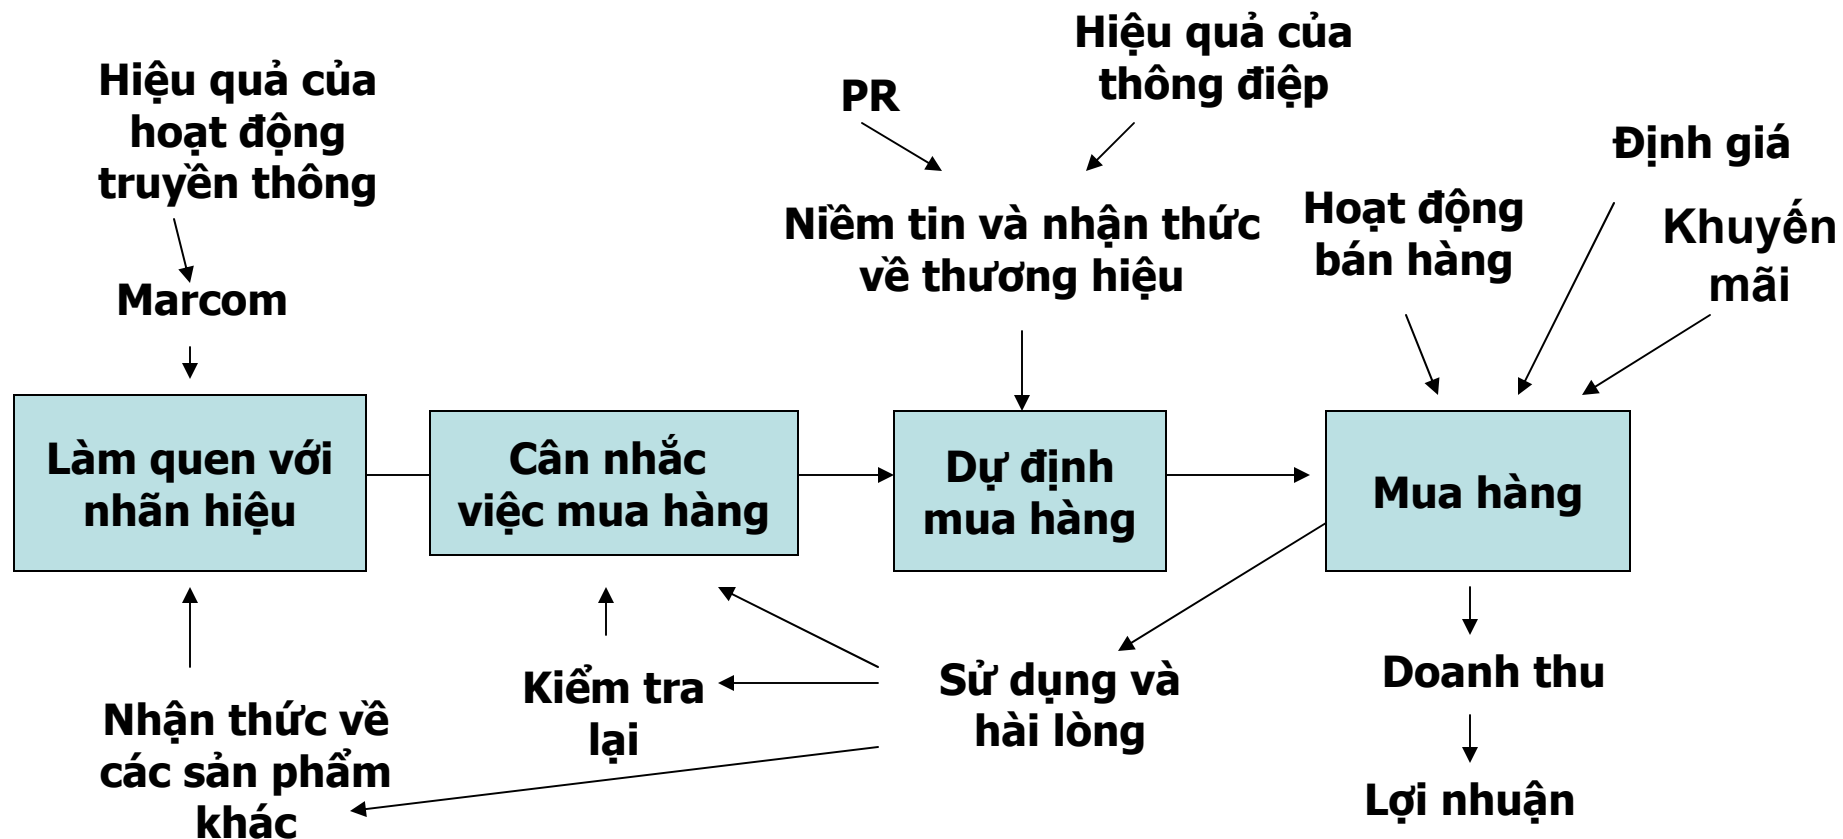 Hiệu quả của
hoạt động
truyền thông
Marcom
PR
Hiệu quả của
thông điệp
Niềm tin và nhận thức
về thương hiệu
Hoạt động
bán hàng
Định giá
Khuyến
mãi
Làm quen với
nhãn hiệu
Cân nhắc
việc mua hàng
Dự định
mua hàng
Mua hàng
Nhận thức về
các sản phẩm
khác
Kiểm tra
lại
Sử dụng và
hài lòng
Doanh thu
Lợi nhuận